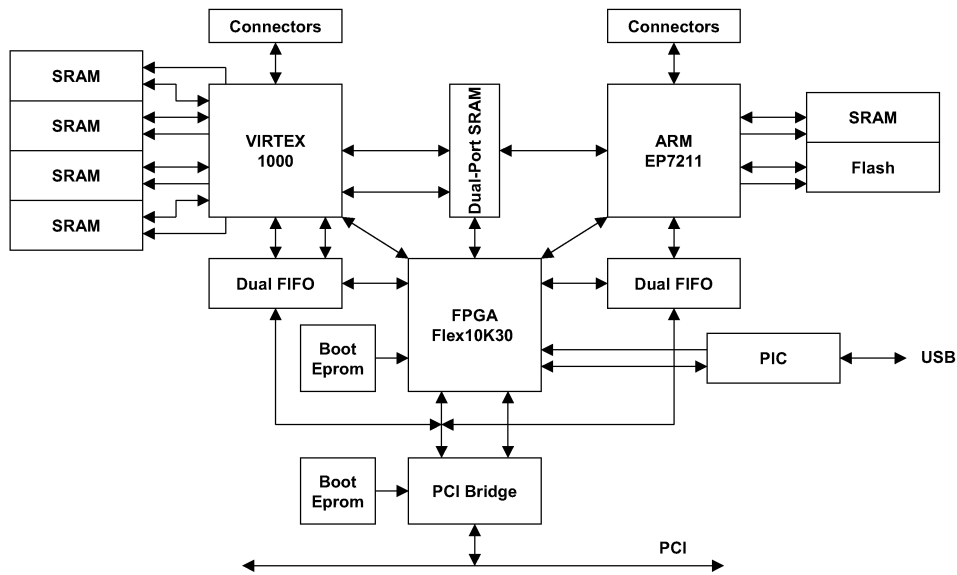 Connectors
Connectors
SRAM
SRAM
SRAM
SRAM
VIRTEX
1000
Dual-Port SRAM
ARM
EP7211
SRAM
Flash
Dual FIFO
FPGA
Flex10K30
Dual FIFO
Boot
Eprom
PIC
USB
Boot
Eprom
PCI Bridge
PCI